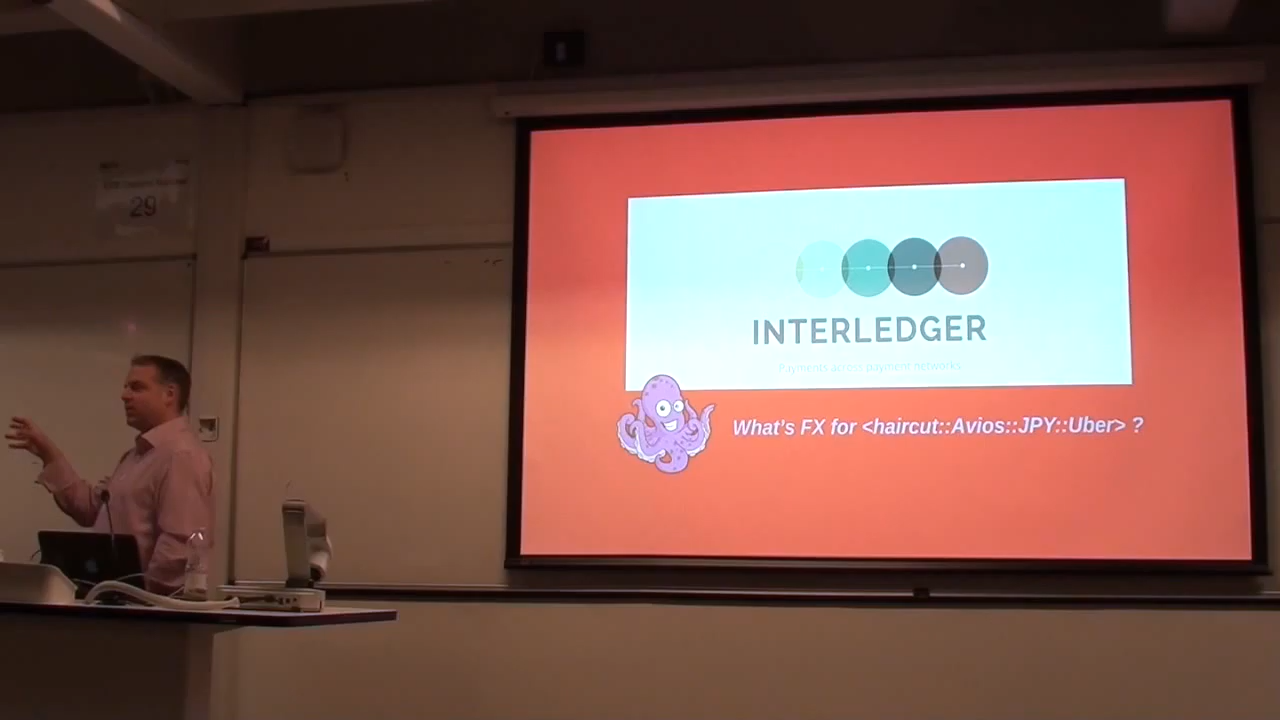 29
INTERLEDGER
Payments across payment networks
What's FX for <haircut::Avios::JPY::Uber> ?